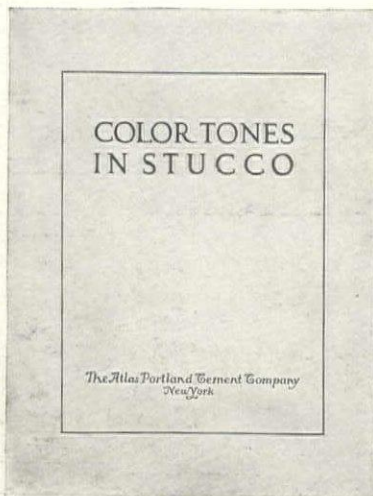 COLOR TONES
IN STUCCO
The Atlas Portland Cement Company
New York